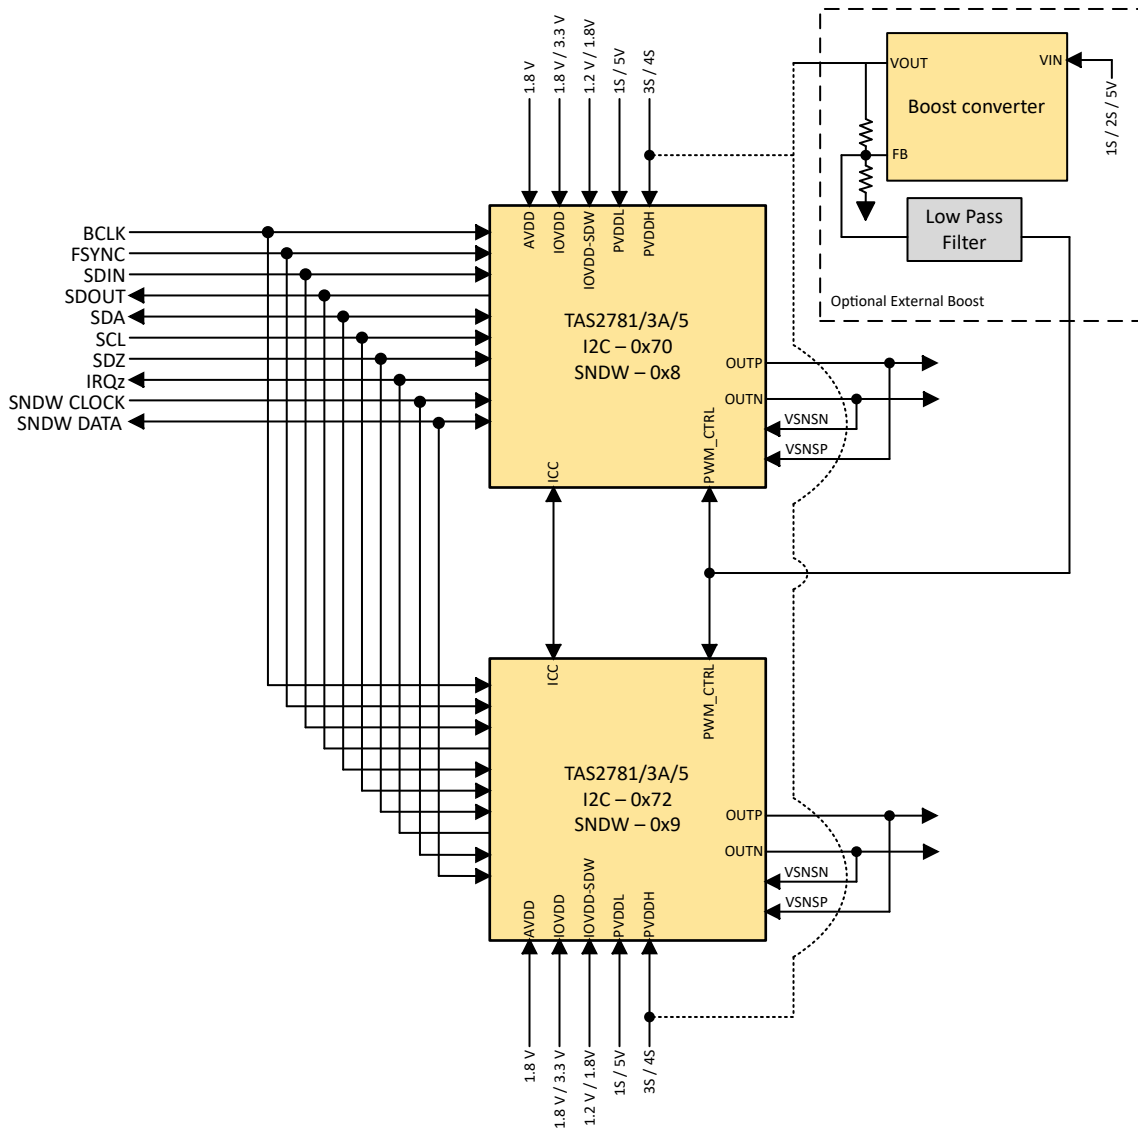 1.8 V
1.8 V / 3.3 V
1.2 V / 1.8V
1S / 5V
3S / 4S
VOUT
VIN
Boost converter
FB
1S / 2S / 5V
Low Pass
Filter
Optional External Boost
BCLK
FSYNC
SDIN
SDOUT
SDA
SCL
SDZ
IRQz
SNDW CLOCK
SNDW DATA
AVDD
IOVDD
IOVDD-SDW
PVDDL
PVDDH
TAS2781/3A/5
I2C – 0x70
SNDW – 0x8
OUTP
OUTN
VSNSN
VSNSP
ICC
PWM_CTRL
ICC
PWM_CTRL
TAS2781/3A/5
I2C – 0x72
SNDW – 0x9
OUTP
OUTN
VSNSN
VSNSP
AVDD
IOVDD
IOVDD-SDW
PVDDL
PVDDH
1.8 V
1.8 V / 3.3 V
1.2 V / 1.8V
1S / 5V
3S / 4S